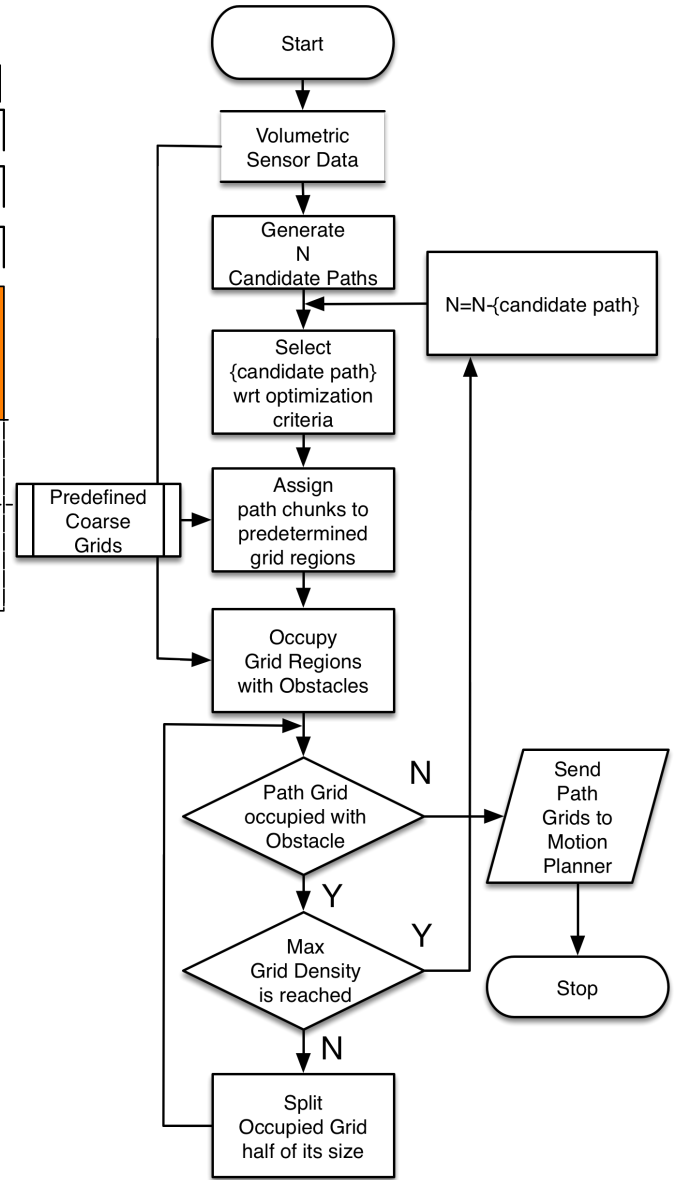 Start
Volumetric
Sensor Data
Generate
N
Candidate Paths
N=N-{candidate path}
Select
{candidate path}
wrt optimization
criteria
Predefined
Coarse
Grids
Assign
path chunks to
predetermined
grid regions
Occupy
Grid Regions
with Obstacles
Path Grid
occupied with
Obstacle
N
Send
Path
Grids to
Motion
Planner
Y
Max
Grid Density
is reached
Y
Stop
N
Split
Occupied Grid
half of its size